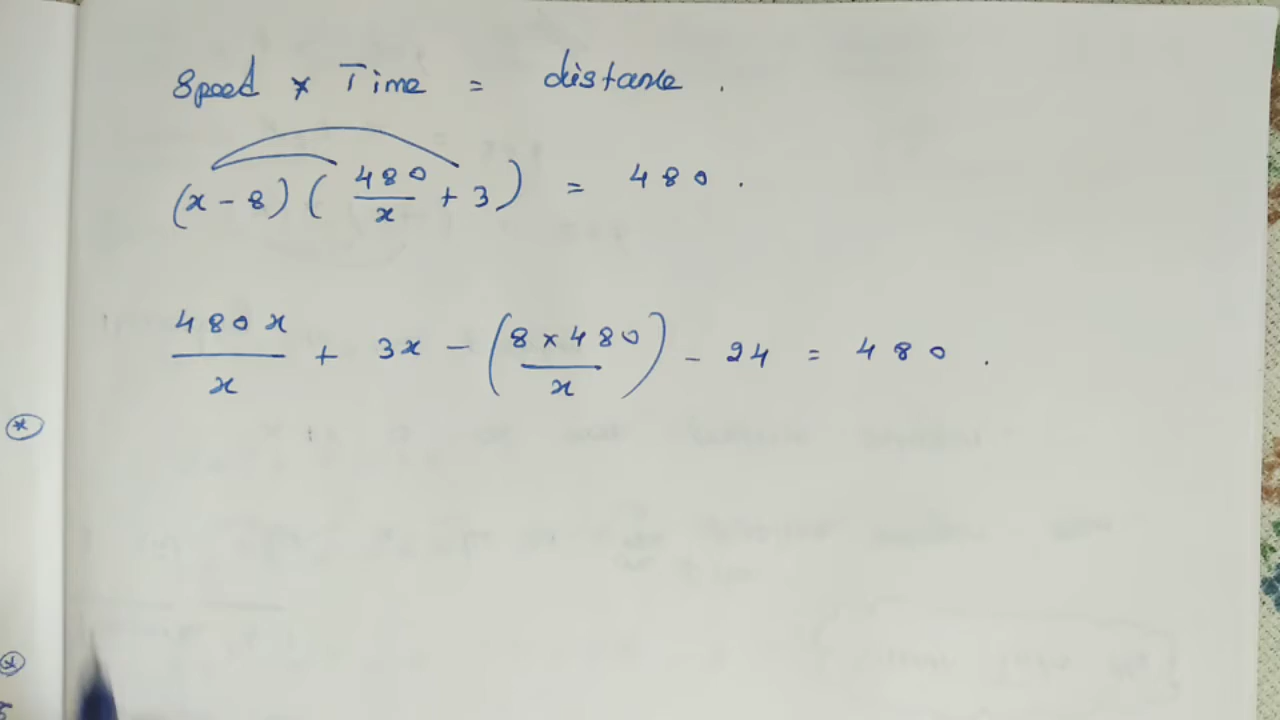 Speed × Time = distance.
(x - 8) ( 480/x + 3 ) = 480.
480x/x + 3x - ( 8 × 480/x ) - 24 = 480.